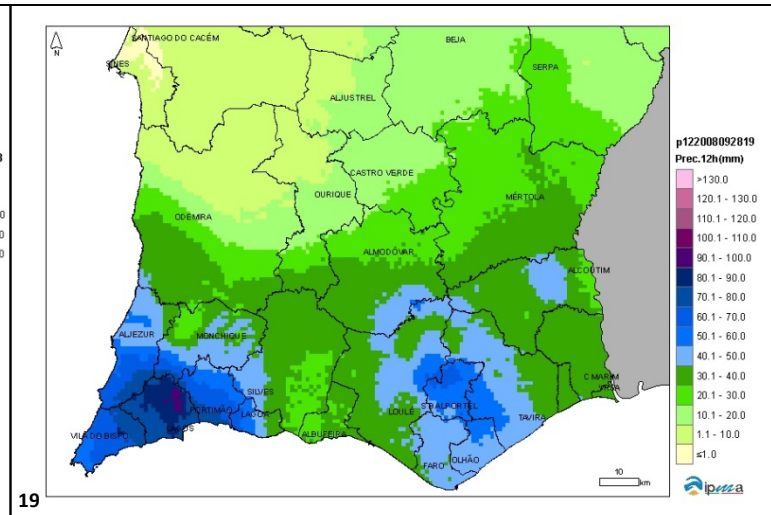 SANTIAGO DO CACÉM
BEJA
N
SINES
SERPA
ALJUSTREL
CASTRO VERDE
OURIQUE
MÉRTOLA
ODEMIRA
ALMODÔVAR
ALCOUTIM
ALJEZUR
MONCHIQUE
C MARIM
VRSA
SILVES
PORTIMÃO
LAGOA
S BALPORTEL
LOULÉ
TAVIRA
LAGOS
VILA DO BISPO
ALBUFEIRA
FARO
OLHÃO
10
km
19
p122008092819
Prec.12h(mm)
>130.0
120.1 - 130.0
110.1 - 120.0
100.1 - 110.0
90.1 - 100.0
80.1 - 90.0
70.1 - 80.0
60.1 - 70.0
50.1 - 60.0
40.1 - 50.0
30.1 - 40.0
20.1 - 30.0
10.1 - 20.0
1.1 - 10.0
≤1.0
ipma